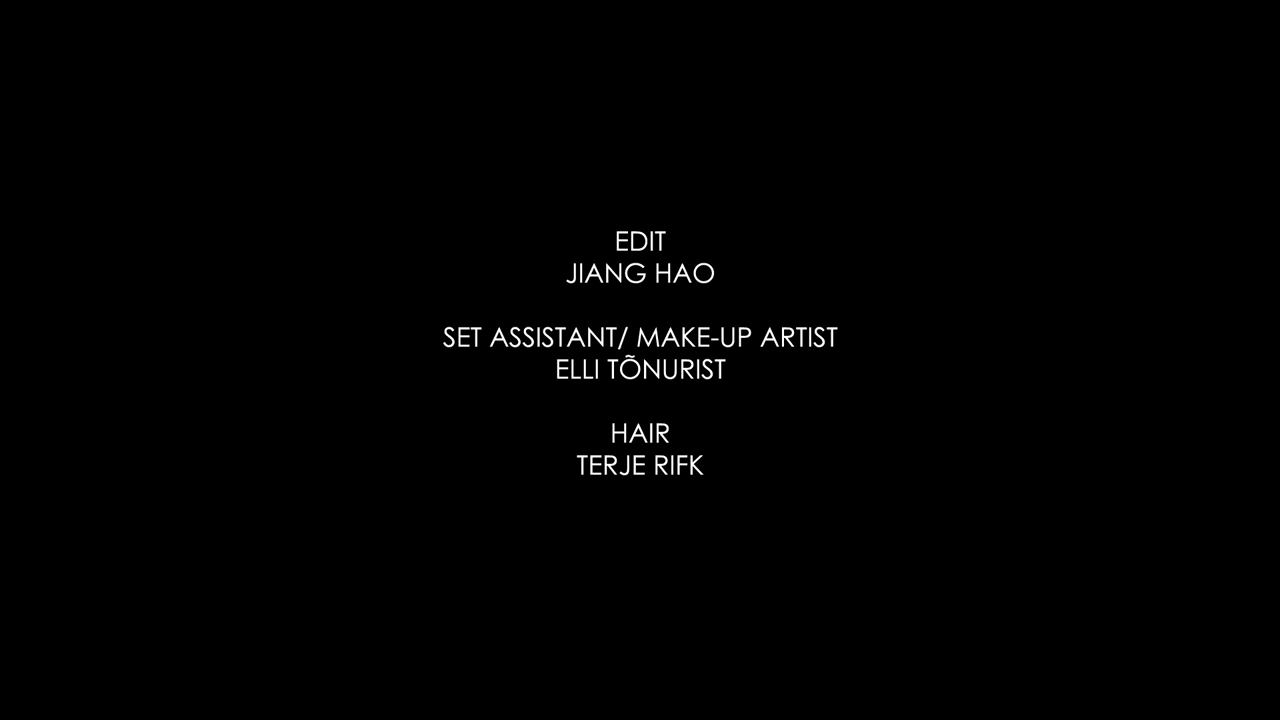 EDIT
JIANG HAO
SET ASSISTANT/ MAKE-UP ARTIST
ELLI TÕNURIST
HAIR
TERJE RIFK